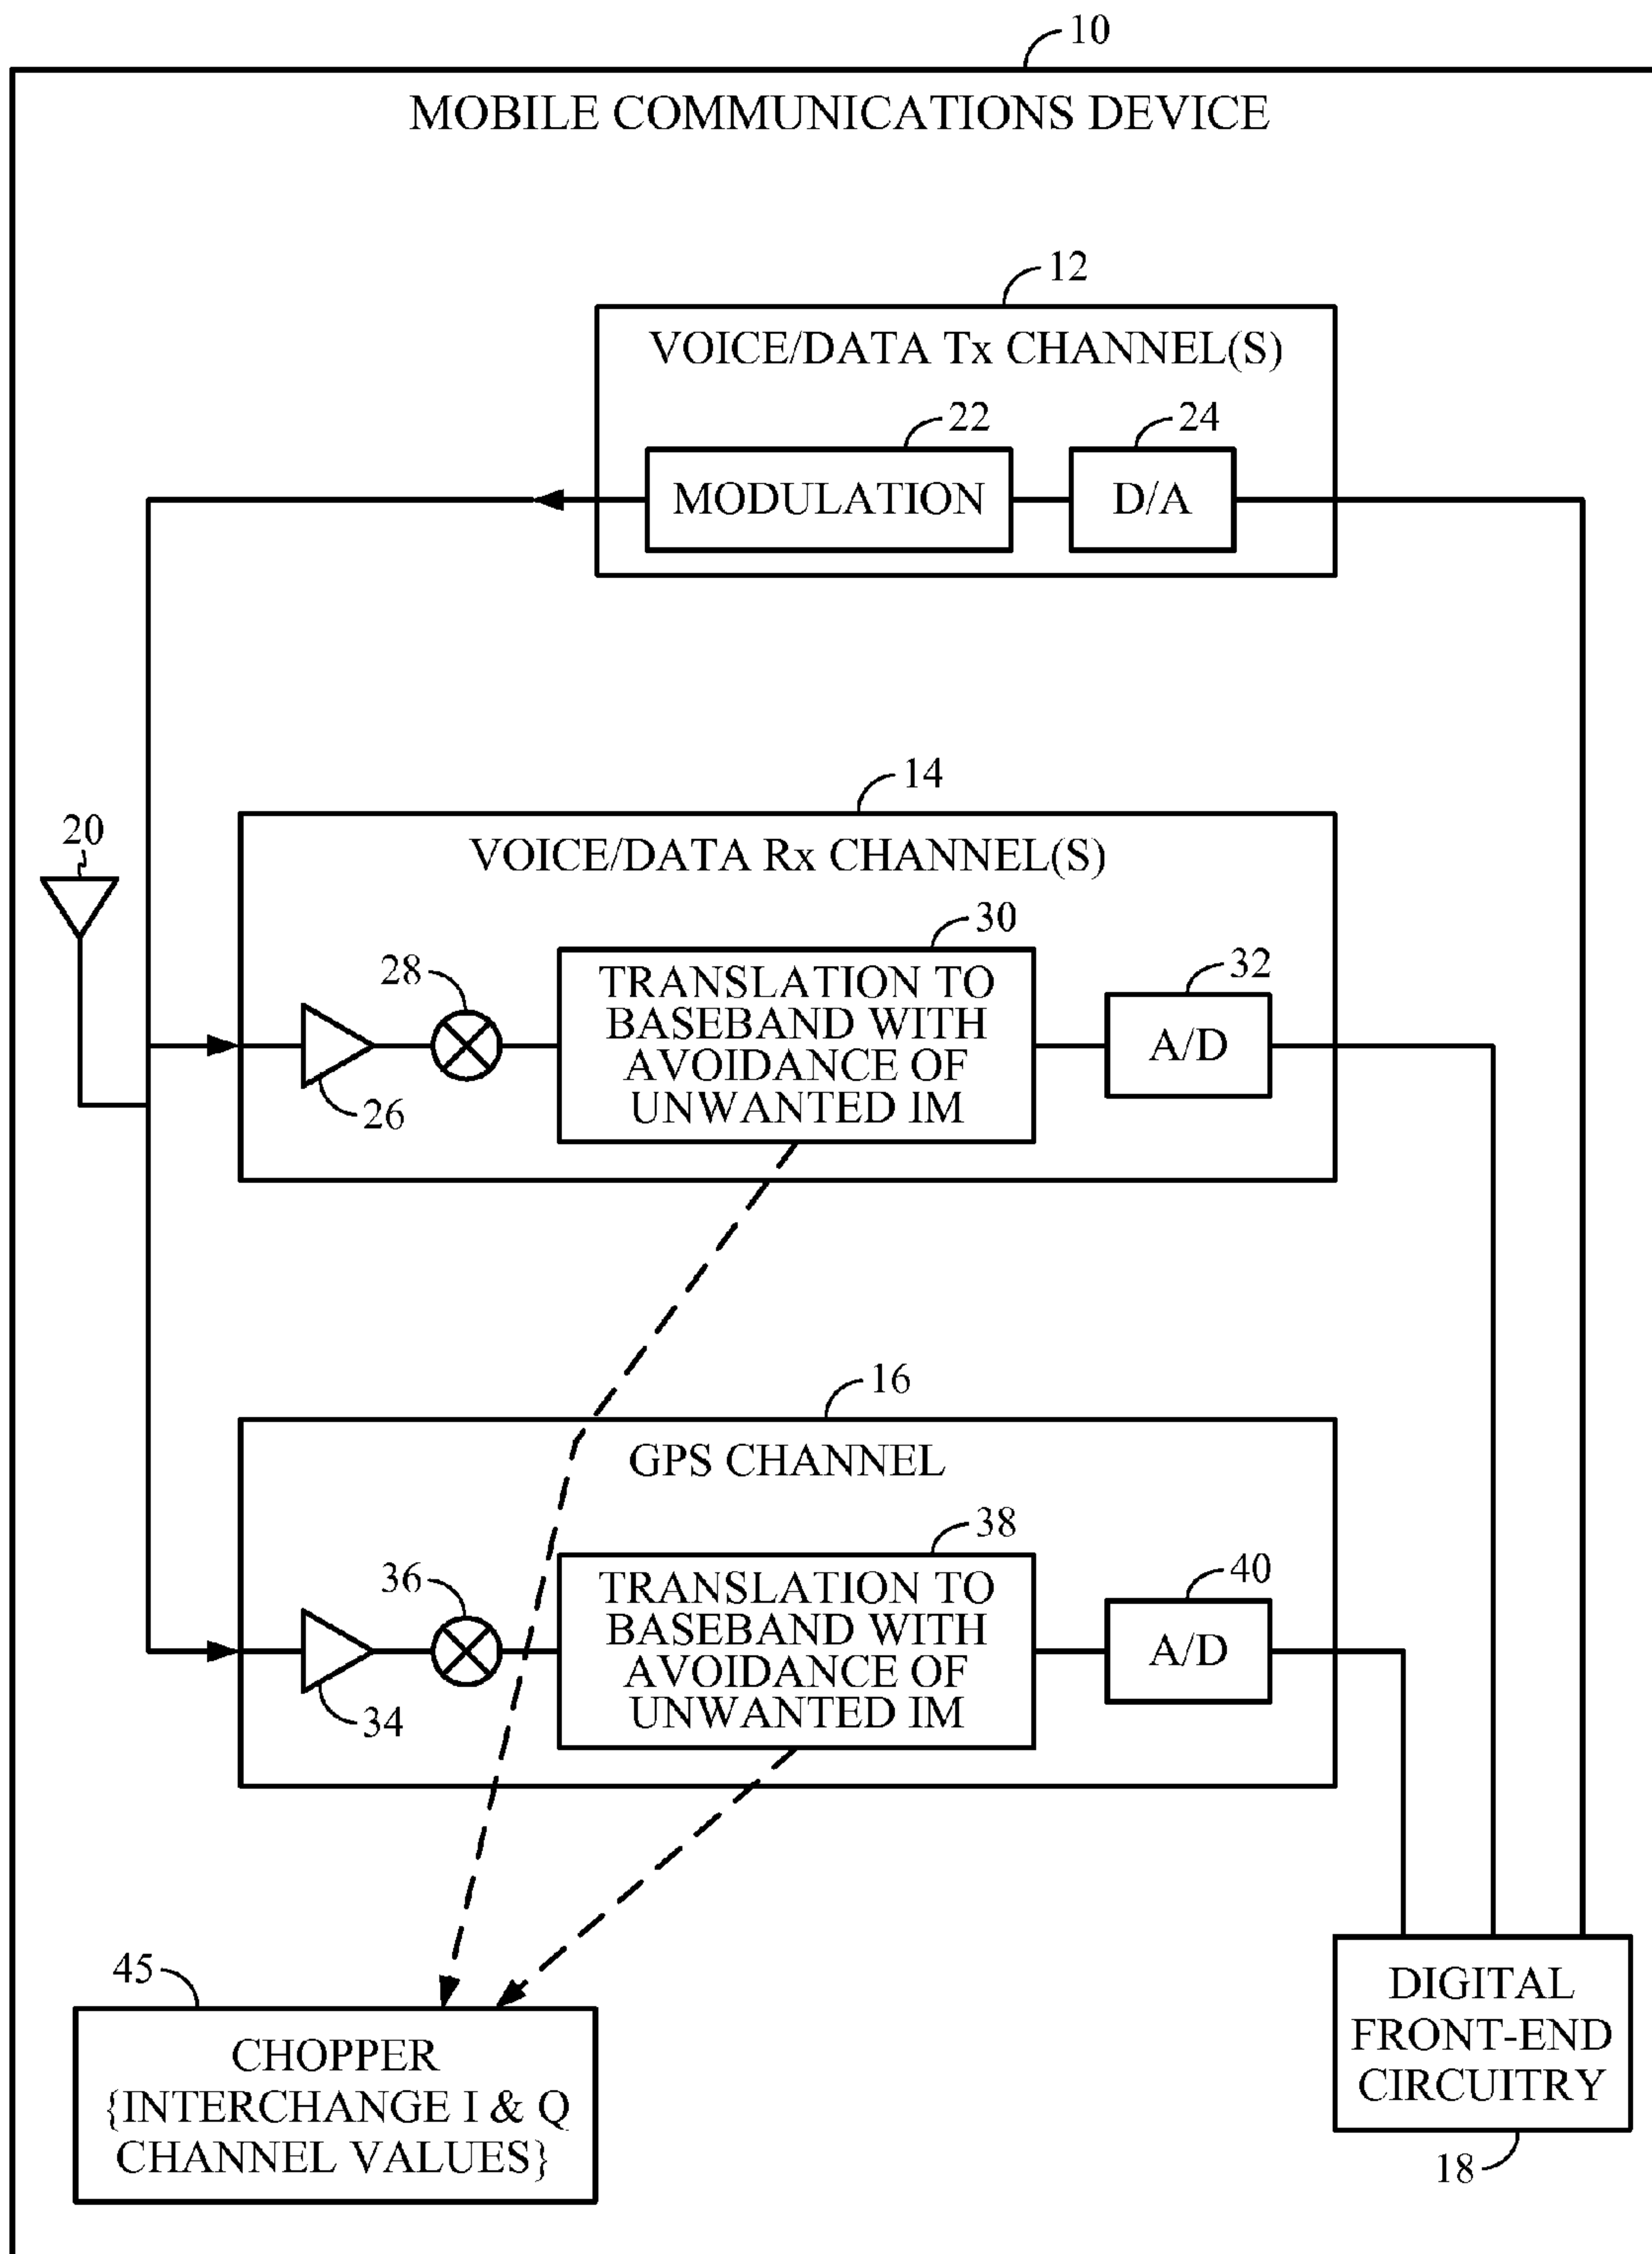 10
MOBILE COMMUNICATIONS DEVICE
12
VOICE/DATA Tx CHANNEL(S)
22
24
MODULATION
D/A
14
20
VOICE/DATA Rx CHANNEL(S)
30
28
32
TRANSLATION TO
BASEBAND WITH
AVOIDANCE OF
UNWANTED IM
A/D
26
16
GPS CHANNEL
38
36
40
TRANSLATION TO
BASEBAND WITH
AVOIDANCE OF
UNWANTED IM
A/D
34
45
CHOPPER
{INTERCHANGE I & Q
CHANNEL VALUES}
DIGITAL
FRONT-END
CIRCUITRY
18